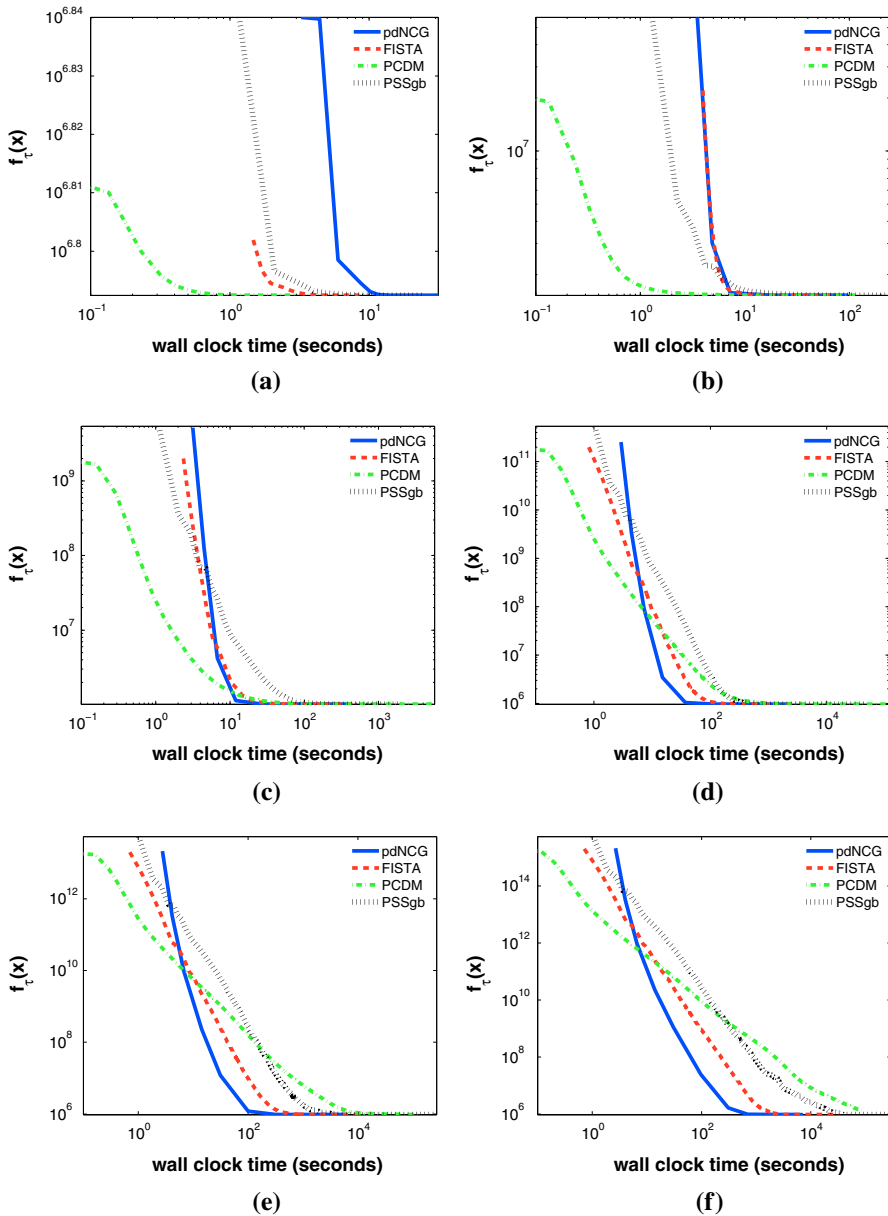 10^6.84
10^6.83
10^6.82
10^6.81
10^6.8
f_τ(x)
pdNCG
FISTA
PCDM
PSSgb
10^-1
10^0
10^1
wall clock time (seconds)
(a)
10^7
f_τ(x)
pdNCG
FISTA
PCDM
PSSgb
10^-1
10^0
10^1
10^2
wall clock time (seconds)
(b)
10^9
10^8
10^7
f_τ(x)
pdNCG
FISTA
PCDM
PSSgb
10^-1
10^0
10^1
10^2
10^3
wall clock time (seconds)
(c)
10^11
10^10
10^9
10^8
10^7
10^6
f_τ(x)
pdNCG
FISTA
PCDM
PSSgb
10^0
10^2
10^4
wall clock time (seconds)
(d)
10^12
10^10
10^8
10^6
f_τ(x)
pdNCG
FISTA
PCDM
PSSgb
10^0
10^2
10^4
wall clock time (seconds)
(e)
10^14
10^12
10^10
10^8
10^6
f_τ(x)
pdNCG
FISTA
PCDM
PSSgb
10^0
10^2
10^4
wall clock time (seconds)
(f)